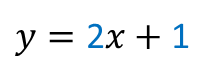 y = 2x + 1